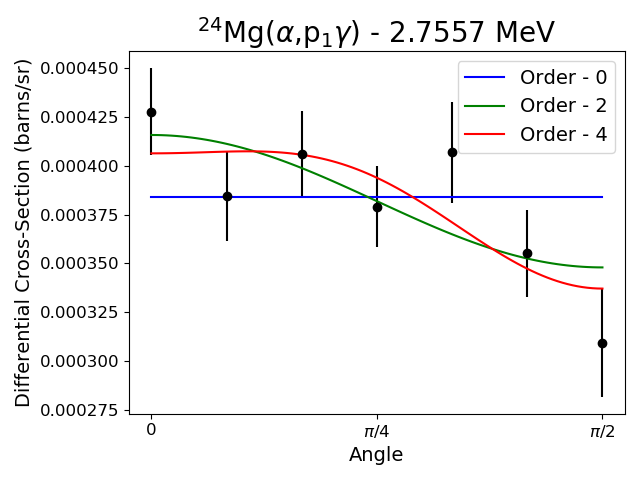 ²⁴Mg(α,p₁γ) - 2.7557 MeV
Differential Cross-Section (barns/sr)
0.000450
0.000425
0.000400
0.000375
0.000350
0.000325
0.000300
0.000275
Order - 0
Order - 2
Order - 4
0
π/4
π/2
Angle